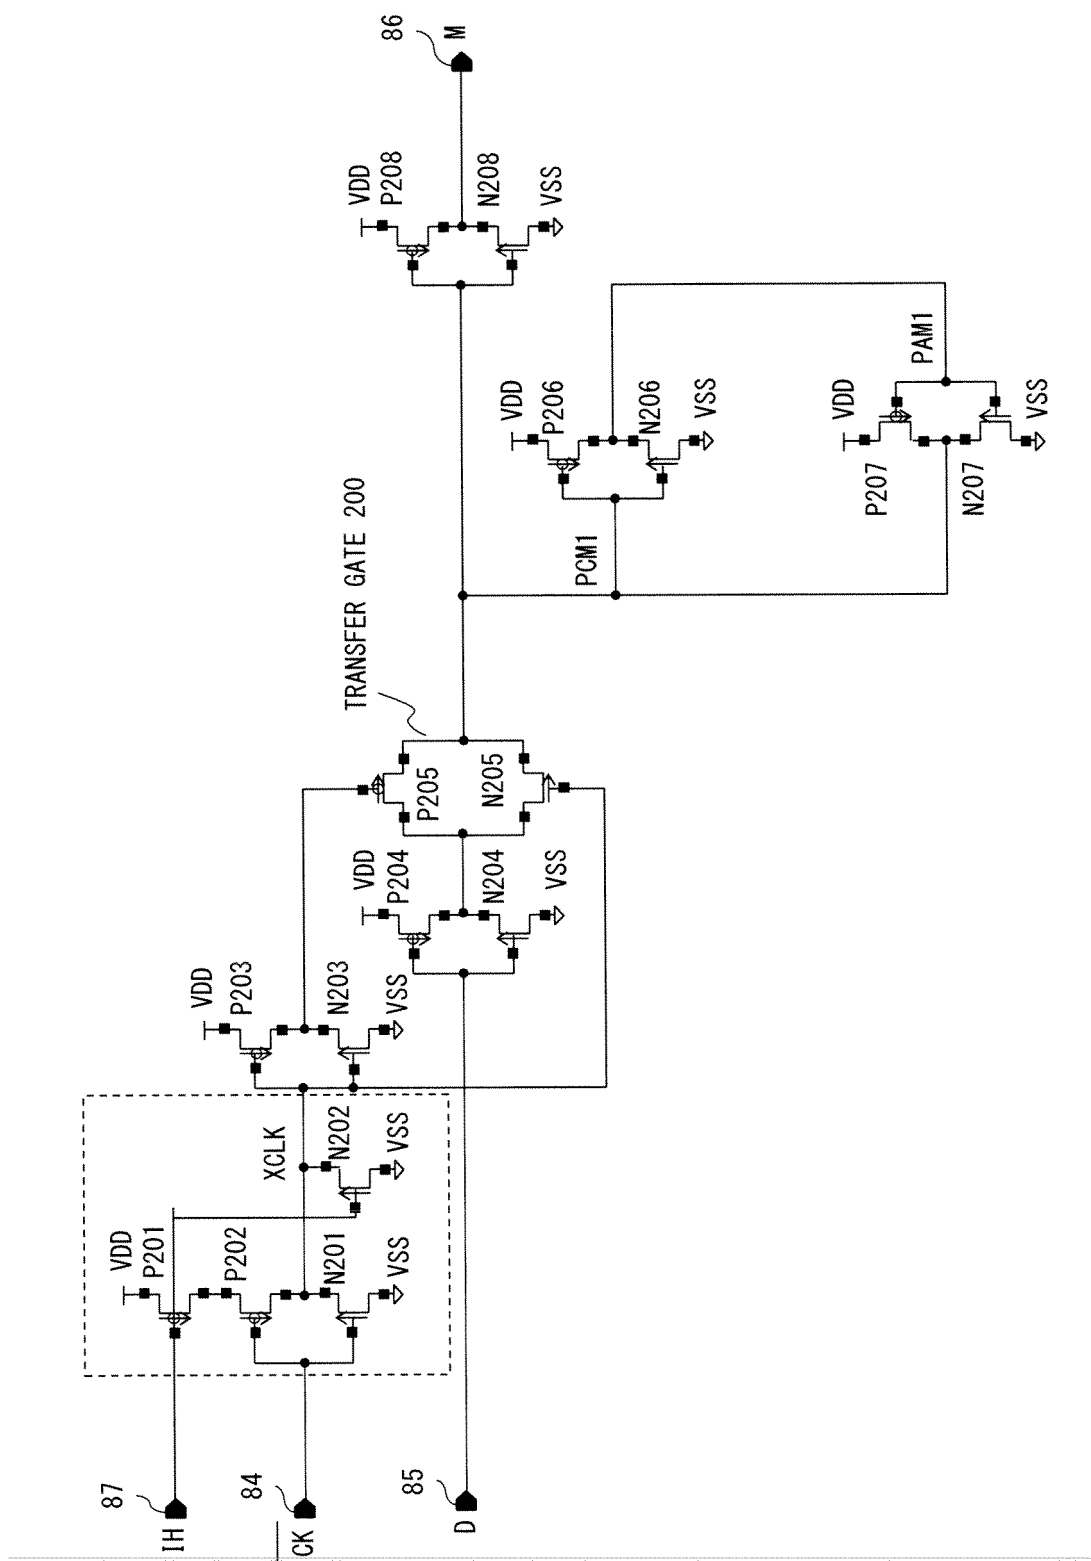 87
IH
84
C̅K̅
85
D
VDD
P201
P202
N201
VSS
XCLK
N202
VSS
VDD
P203
N203
VSS
VDD
P204
N204
VSS
P205
N205
TRANSFER GATE 200
PCM1
VDD
P206
N206
VSS
VDD
P207
N207
VSS
PAM1
VDD
P208
N208
VSS
86
M